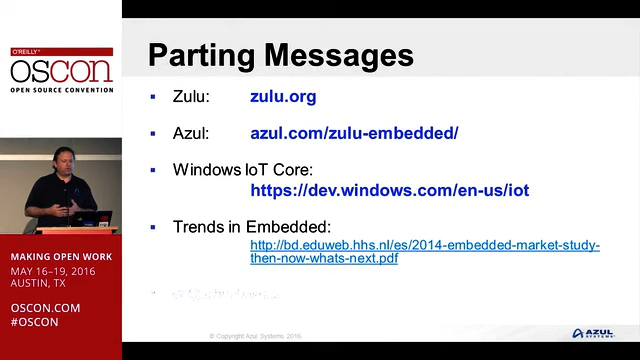 O'REILLY
OSCON
OPEN SOURCE CONVENTION
MAKING OPEN WORK
MAY 16–19, 2016
AUSTIN, TX
OSCON.COM
#OSCON
Parting Messages
▪ Zulu: zulu.org
▪ Azul: azul.com/zulu-embedded/
▪ Windows IoT Core:
https://dev.windows.com/en-us/iot
▪ Trends in Embedded:
http://bd.eduweb.hhs.nl/es/2014-embedded-market-study-
then-now-whats-next.pdf
© Copyright Azul Systems 2016
AZUL
SYSTEMS